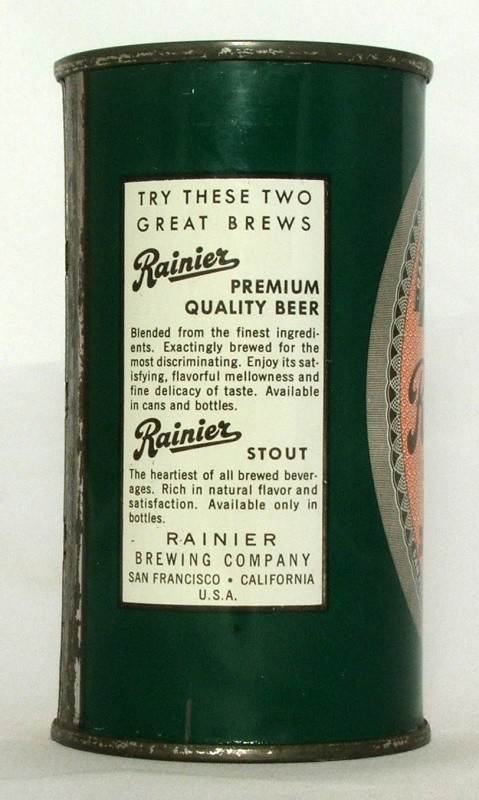 TRY THESE TWO
GREAT BREWS
Rainier
PREMIUM
QUALITY BEER
Blended from the finest ingredi-
ents. Exactingly brewed for the
most discriminating. Enjoy its sat-
isfying, flavorful mellowness and
fine delicacy of taste. Available
in cans and bottles.
Rainier
STOUT
The heartiest of all brewed bever-
ages. Rich in natural flavor and
satisfaction. Available only in
bottles.
RAINIER
BREWING COMPANY
SAN FRANCISCO • CALIFORNIA
U.S.A.